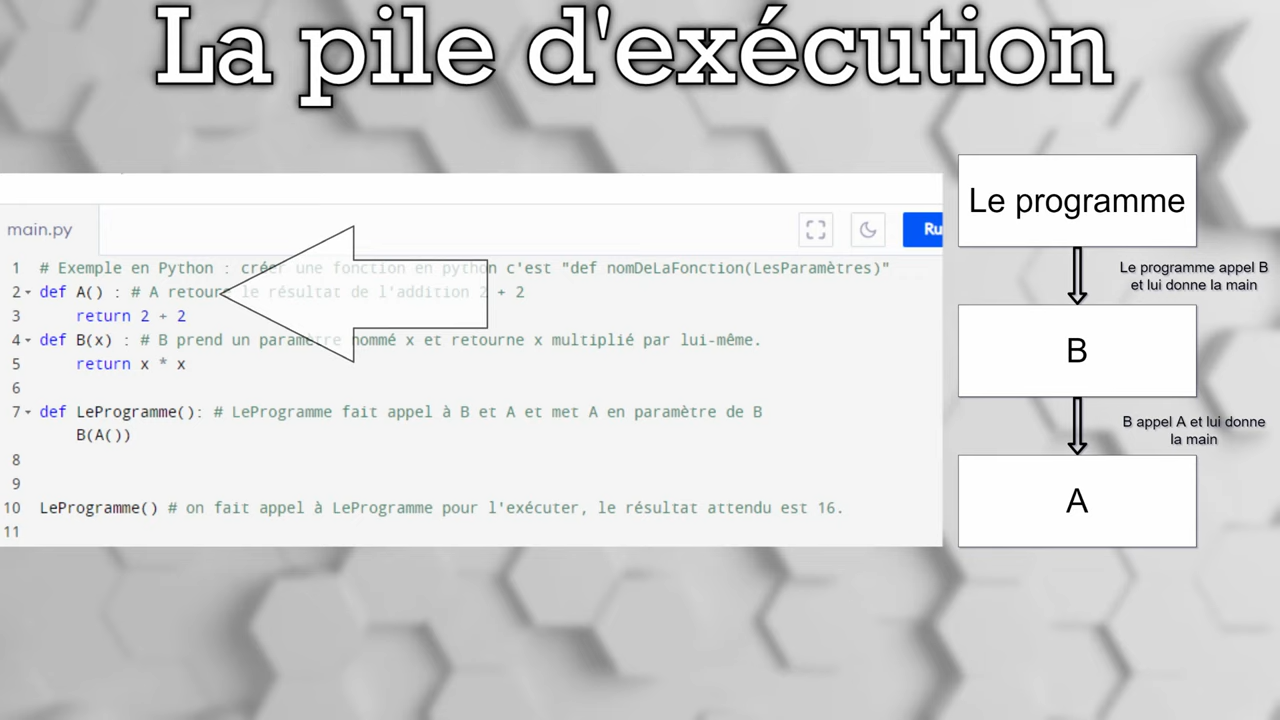 La pile d'exécution
main.py
Ru
1 # Exemple en Python : créer une fonction en python c'est "def nomDeLaFonction(LesParamètres)"
2 def A() : # A retourn le résultat de l'addition 2 + 2
3 return 2 + 2
4 def B(x) : # B prend un paramètre nommé x et retourne x multiplié par lui-même.
5 return x * x
6
7 def LeProgramme(): # LeProgramme fait appel à B et A et met A en paramètre de B
B(A())
8
9
10 LeProgramme() # on fait appel à LeProgramme pour l'exécuter, le résultat attendu est 16.
11
Le programme
Le programme appel B
et lui donne la main
B
B appel A et lui donne
la main
A